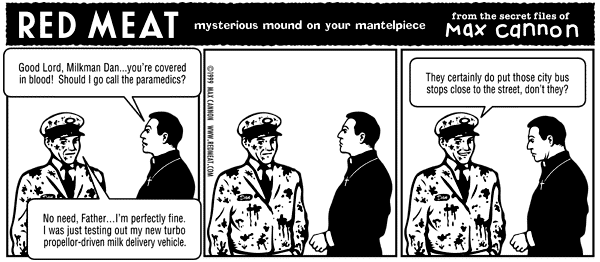 RED MEAT
mysterious mound on your mantelpiece
from the secret files of
Max cannon
Good Lord, Milkman Dan...you're covered
in blood! Should I go call the paramedics?
No need, Father...I'm perfectly fine.
I was just testing out my new turbo
propellor-driven milk delivery vehicle.
©1999 MAX CANNON WWW.REDMEAT.COM
They certainly do put those city bus
stops close to the street, don't they?